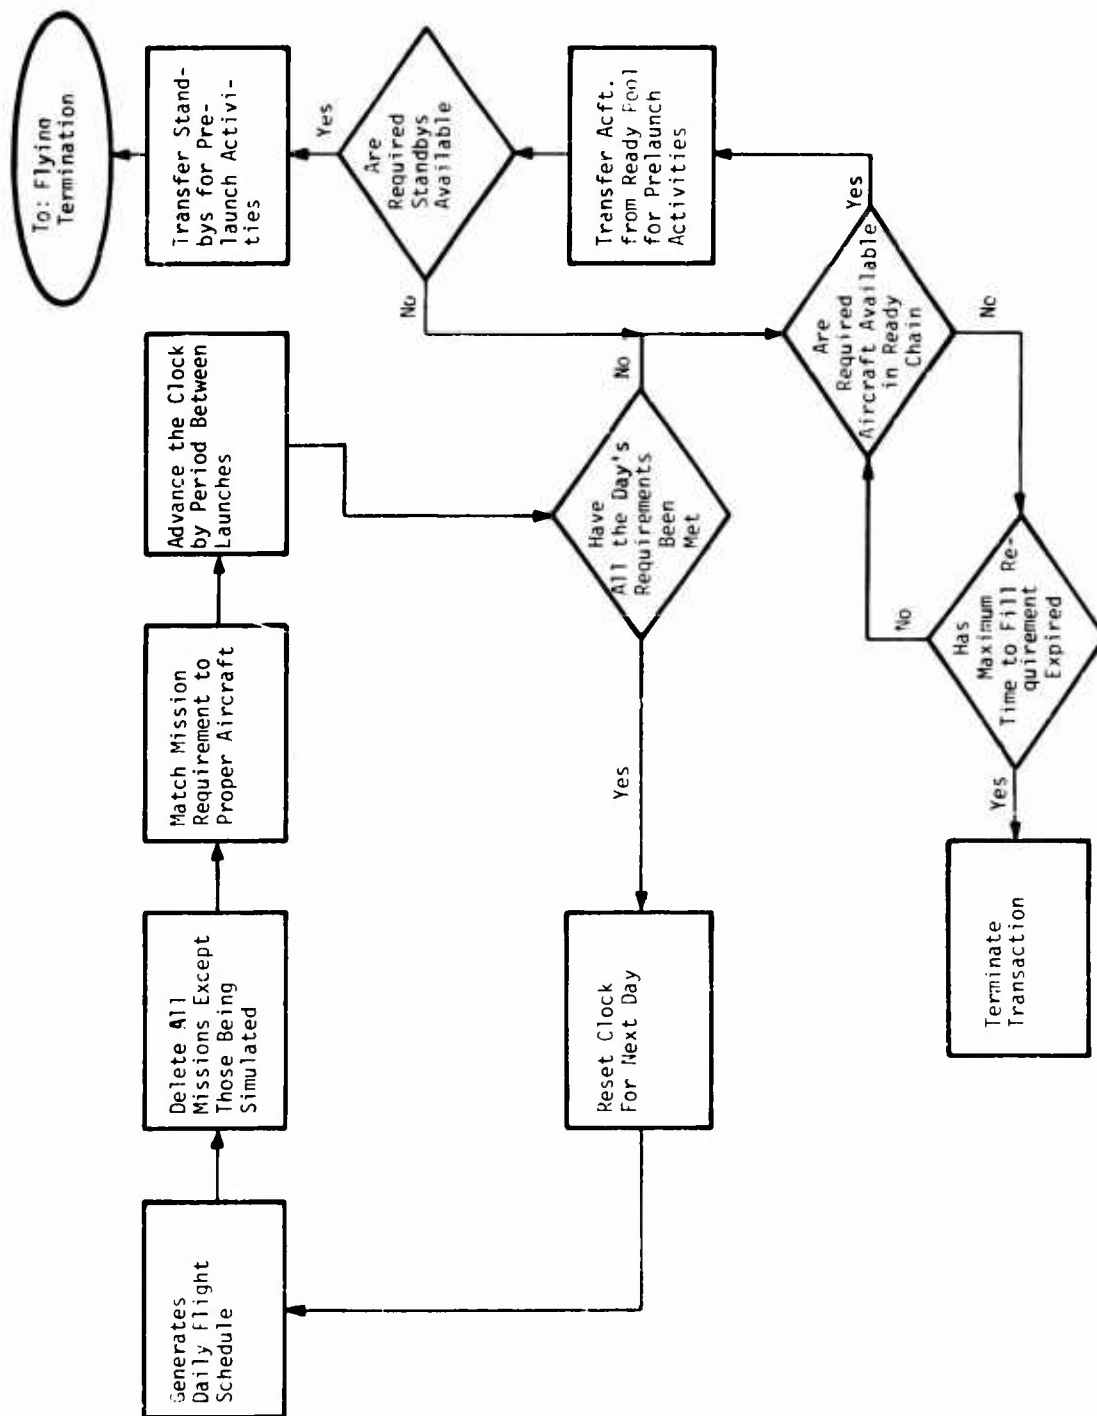 Generates
Daily Flight
Schedule
Delete All
Missions Except
Those Being
Simulated
Match Mission
Requirement to
Proper Aircraft
Advance the Clock
by Period Between
Launches
Have
All the Day's
Requirements
Been
Met
Yes
No
Reset Clock
For Next Day
Are
Required
Aircraft Available
in Ready
Chain
Yes
No
Has
Maximum
Time to Fill Re-
quirement
Expired
No
Yes
Terminate
Transaction
Transfer Acft.
from Ready Pool
for Prelaunch
Activities
Are
Required
Standbys
Available
No
Yes
Transfer Stand-
bys for Pre-
launch Activi-
ties
To: Flying
Termination